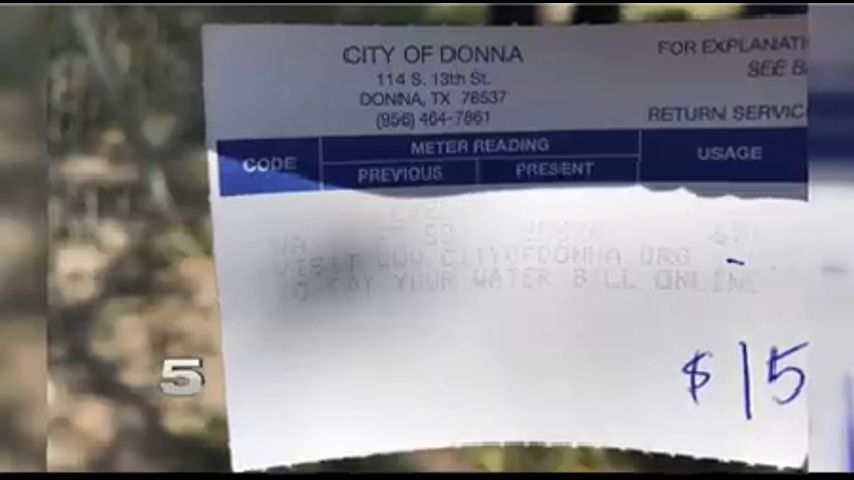 CITY OF DONNA
114 S. 13th St.
DONNA, TX 78537
(956) 464-7861
FOR EXPLANATI
SEE B
RETURN SERVIC
CODE
METER READING
PREVIOUS
PRESENT
USAGE
WA
VISIT WWW.CITYOFDONNA.ORG
O PAY YOUR WATER BILL ONLINE
$15
5